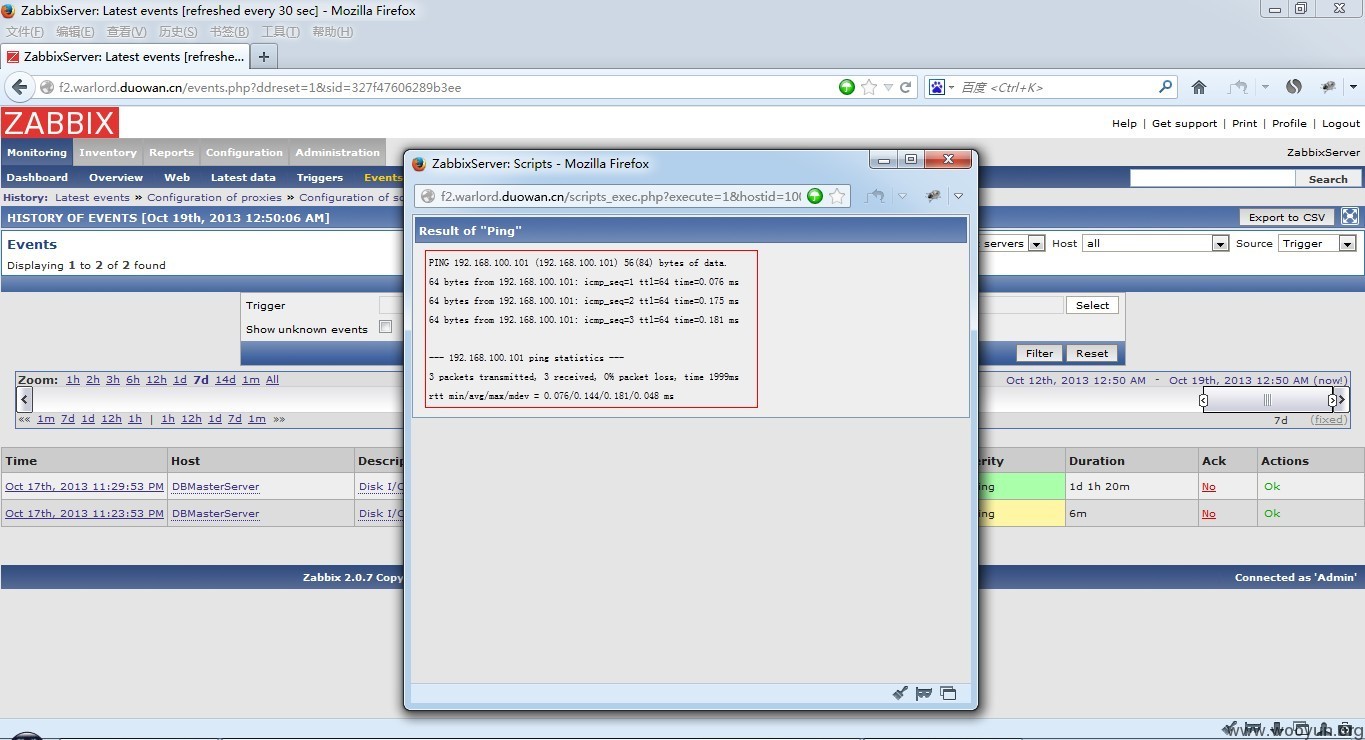 ZabbixServer: Latest events [refreshed every 30 sec] - Mozilla Firefox
文件(F) 编辑(E) 查看(V) 历史(S) 书签(B) 工具(T) 帮助(H)
ZabbixServer: Latest events [refreshe...
f2.warlord.duowan.cn/events.php?ddreset=1&sid=327f47606289b3ee
百度 <Ctrl+K>
ZABBIX
Help | Get support | Print | Profile | Logout
Monitoring Inventory Reports Configuration Administration
ZabbixServer
Dashboard Overview Web Latest data Triggers Events
Search
History: Latest events » Configuration of proxies » Configuration of sc
HISTORY OF EVENTS [Oct 19th, 2013 12:50:06 AM]
Export to CSV
Events
servers Host all Source Trigger
Displaying 1 to 2 of 2 found
Trigger
Select
Show unknown events
Filter Reset
Zoom: 1h 2h 3h 6h 12h 1d 7d 14d 1m All
Oct 12th, 2013 12:50 AM - Oct 19th, 2013 12:50 AM (now!)
«« 1m 7d 1d 12h 1h | 1h 12h 1d 7d 1m »»
7d (fixed)
Time Host Descrip
erity Duration Ack Actions
Oct 17th, 2013 11:29:53 PM DBMasterServer Disk I/O
ing 1d 1h 20m No Ok
Oct 17th, 2013 11:23:53 PM DBMasterServer Disk I/O
ing 6m No Ok
Zabbix 2.0.7 Copy
Connected as 'Admin'
ZabbixServer: Scripts - Mozilla Firefox
f2.warlord.duowan.cn/scripts_exec.php?execute=1&hostid=100
Result of "Ping"
PING 192.168.100.101 (192.168.100.101) 56(84) bytes of data.
64 bytes from 192.168.100.101: icmp_seq=1 ttl=64 time=0.076 ms
64 bytes from 192.168.100.101: icmp_seq=2 ttl=64 time=0.175 ms
64 bytes from 192.168.100.101: icmp_seq=3 ttl=64 time=0.181 ms
--- 192.168.100.101 ping statistics ---
3 packets transmitted, 3 received, 0% packet loss, time 1999ms
rtt min/avg/max/mdev = 0.076/0.144/0.181/0.048 ms
www.wooyun.org